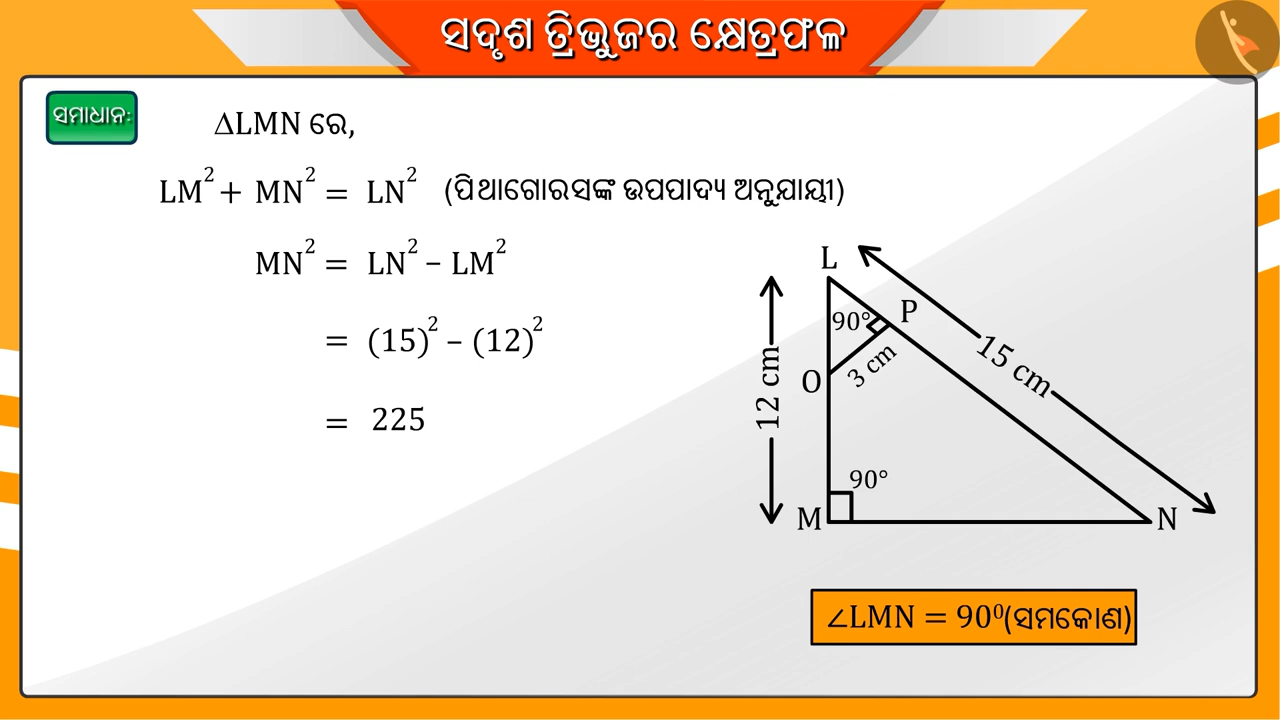 ସଦୃଶ ତ୍ରିଭୁଜର କ୍ଷେତ୍ରଫଳ
ସମାଧାନ:
ΔLMN ରେ,
LM² + MN² = LN² (ପିଥାଗୋରସଙ୍କ ଉପପାଦ୍ୟ ଅନୁଯାୟୀ)
MN² = LN² – LM²
= (15)² – (12)²
= 225
L
90°
P
15 cm
12 cm
O
3 cm
90°
M
N
∠LMN = 90⁰(ସମକୋଣ)